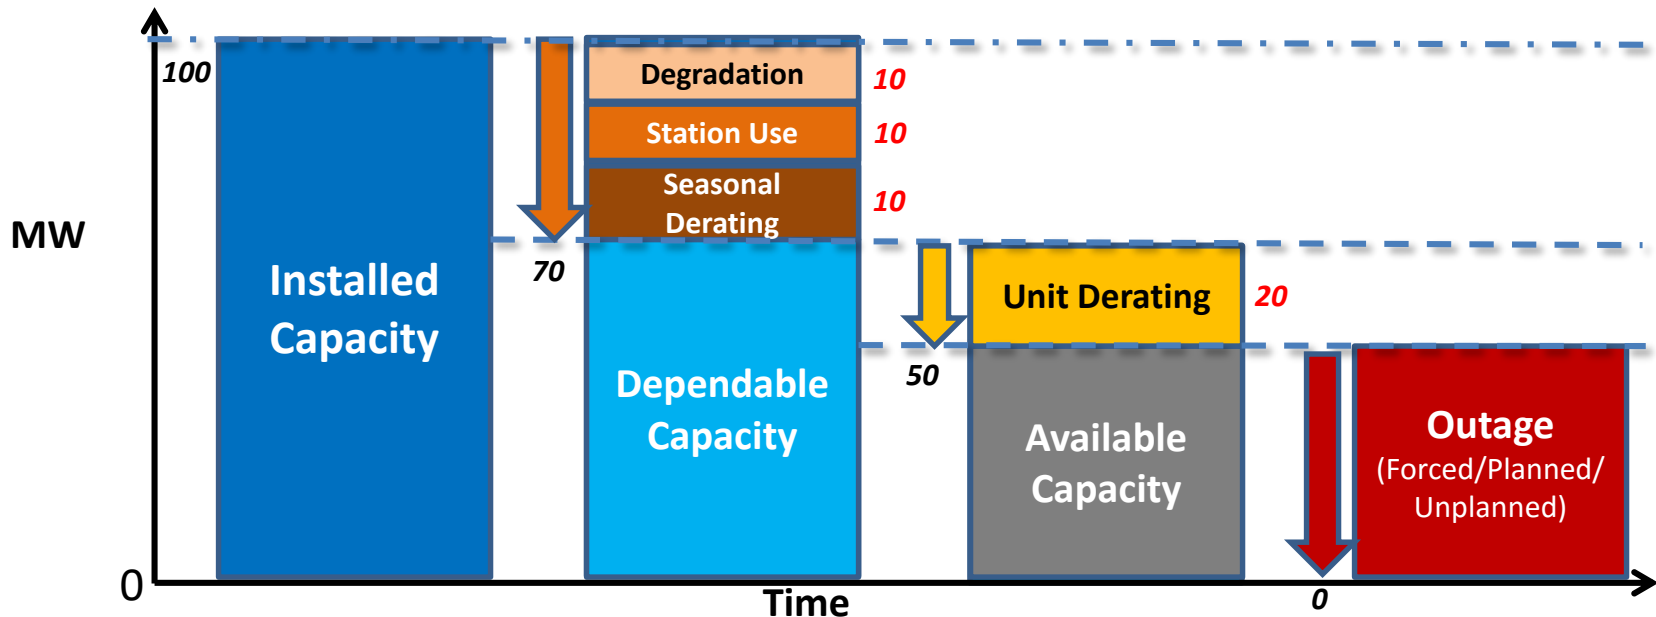 MW
100
0
Installed
Capacity
70
Degradation
10
Station Use
10
Seasonal
Derating
10
Dependable
Capacity
50
Unit Derating
20
Available
Capacity
Outage
(Forced/Planned/
Unplanned)
0
Time